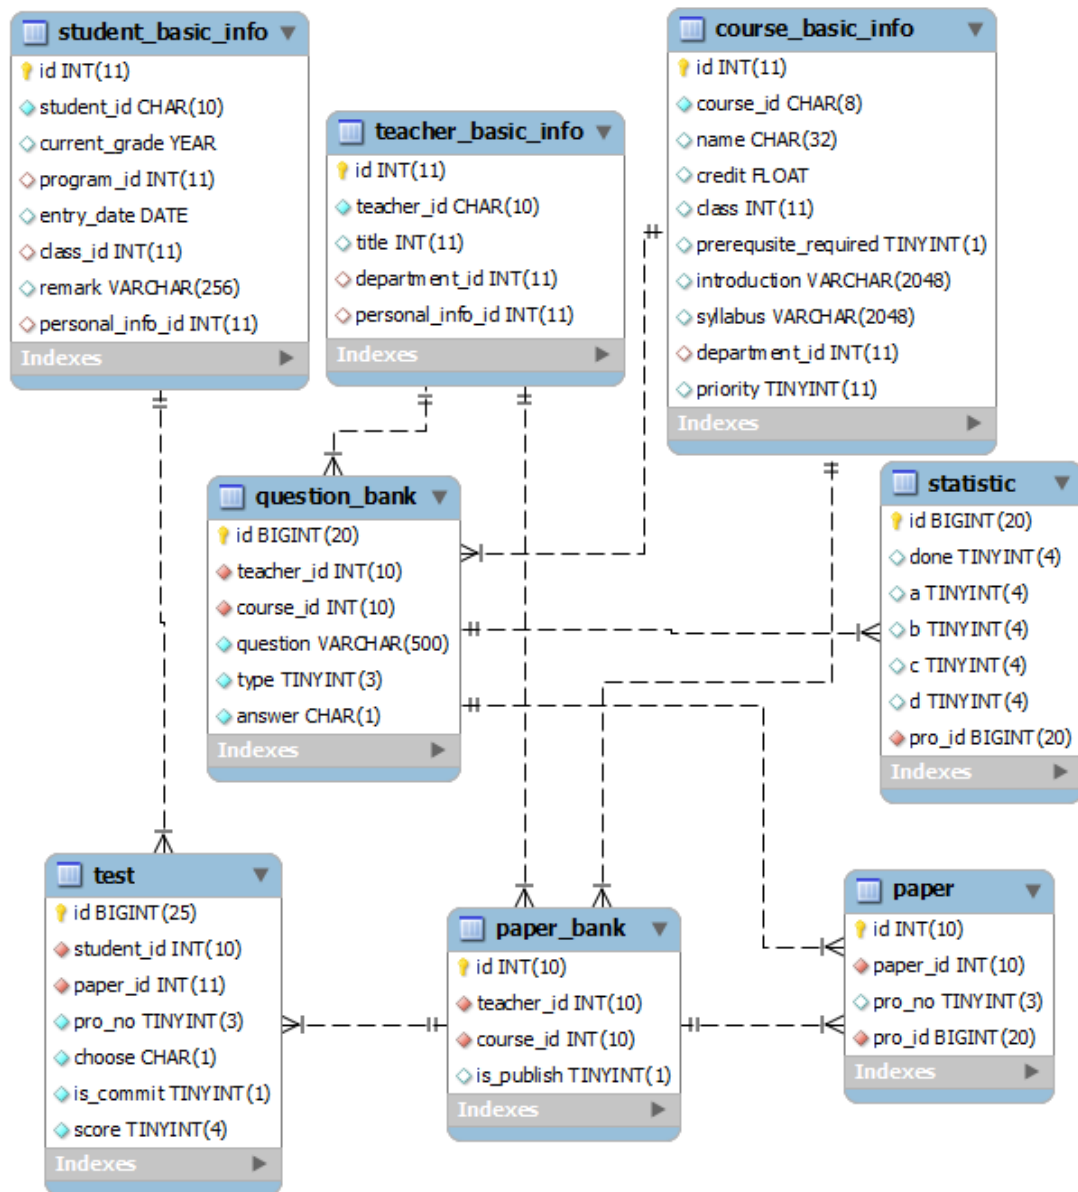 student_basic_info
id INT(11)
student_id CHAR(10)
current_grade YEAR
program_id INT(11)
entry_date DATE
class_id INT(11)
remark VARCHAR(256)
personal_info_id INT(11)
Indexes
teacher_basic_info
id INT(11)
teacher_id CHAR(10)
title INT(11)
department_id INT(11)
personal_info_id INT(11)
Indexes
course_basic_info
id INT(11)
course_id CHAR(8)
name CHAR(32)
credit FLOAT
class INT(11)
prerequsite_required TINYINT(1)
introduction VARCHAR(2048)
syllabus VARCHAR(2048)
department_id INT(11)
priority TINYINT(11)
Indexes
question_bank
id BIGINT(20)
teacher_id INT(10)
course_id INT(10)
question VARCHAR(500)
type TINYINT(3)
answer CHAR(1)
Indexes
statistic
id BIGINT(20)
done TINYINT(4)
a TINYINT(4)
b TINYINT(4)
c TINYINT(4)
d TINYINT(4)
pro_id BIGINT(20)
Indexes
test
id BIGINT(25)
student_id INT(10)
paper_id INT(11)
pro_no TINYINT(3)
choose CHAR(1)
is_commit TINYINT(1)
score TINYINT(4)
Indexes
paper_bank
id INT(10)
teacher_id INT(10)
course_id INT(10)
is_publish TINYINT(1)
Indexes
paper
id INT(10)
paper_id INT(10)
pro_no TINYINT(3)
pro_id BIGINT(20)
Indexes